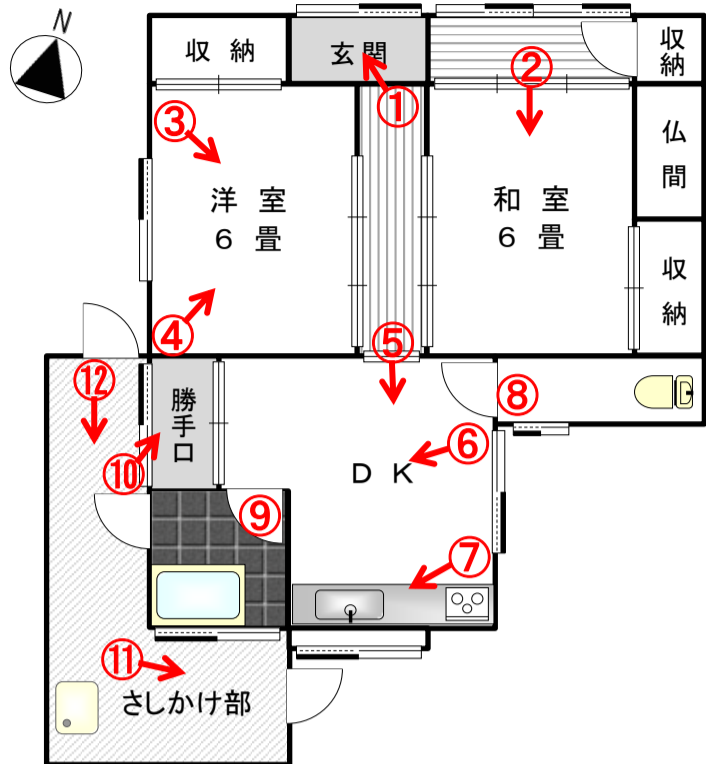 N
収 納
玄関
収納
①
②
③
仏間
洋 室
6 畳
和 室
6 畳
収納
④
⑤
⑫
勝手口
⑧
⑥
⑩
D K
⑨
⑦
⑪
さしかけ部